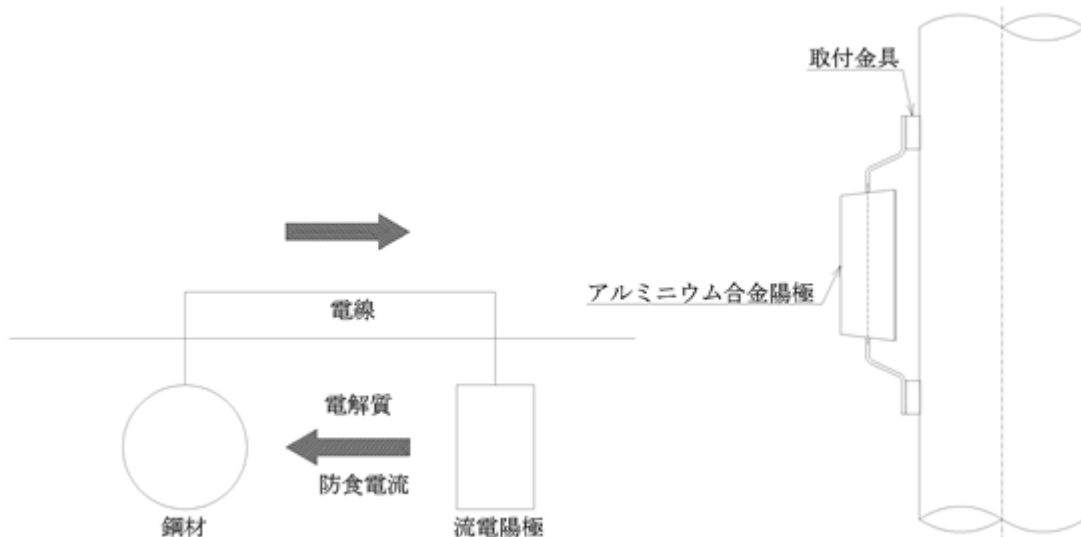 取付金具
アルミニウム合金陽極
電線
電解質
防食電流
鋼材
流電陽極